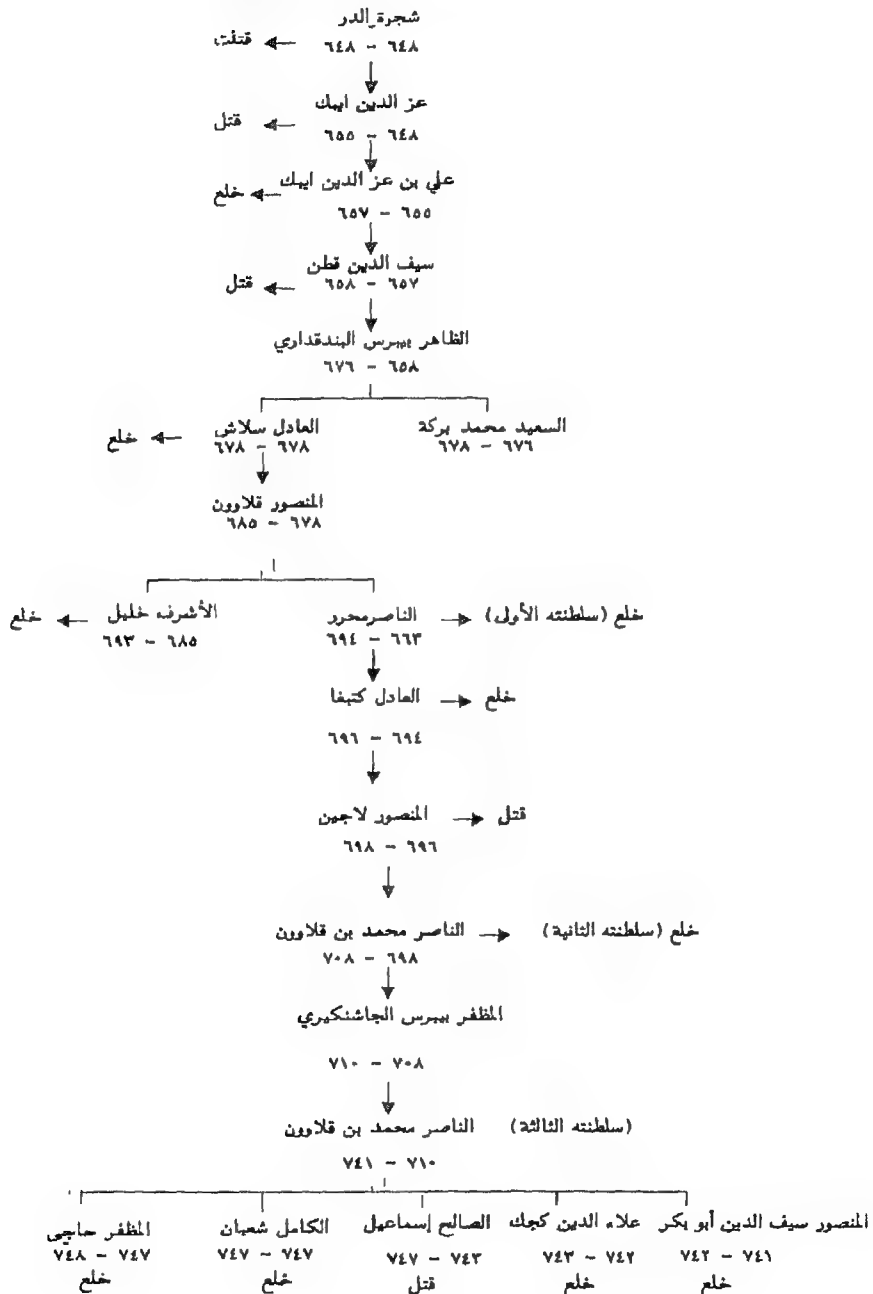 شجرة الدر
٦٤٨ - ٦٤٨
قتلت
عز الدين ايبك
٦٤٨ - ٦٥٥
قتل
علي بن عز الدين ايبك
٦٥٥ - ٦٥٧
خلع
سيف الدين قطن
٦٥٧ - ٦٥٨
قتل
الظاهر بيبرس البندقداري
٦٥٨ - ٦٧٦
السعيد محمد بركة
٦٧٦ - ٦٧٨
العادل سلاش
٦٧٨ - ٦٧٨
خلع
المنصور قلاوون
٦٧٨ - ٦٨٥
خلع (سلطنته الأولى)
الناصر محرر
٦٦٣ - ٦٩٤
الأشرف خليل
٦٨٥ - ٦٩٣
خلع
العادل كتبغا
٦٩٤ - ٦٩٦
خلع
المنصور لاجين
٦٩٦ - ٦٩٨
قتل
خلع (سلطنته الثانية)
الناصر محمد بن قلاوون
٦٩٨ - ٧٠٨
المظفر بيبرس الجاشنكيري
٧٠٨ - ٧١٠
(سلطنته الثالثة) الناصر محمد بن قلاوون
٧١٠ - ٧٤١
المنصور سيف الدين أبو بكر
٧٤١ - ٧٤٢
خلع
علاء الدين كجك
٧٤٢ - ٧٤٣
خلع
الصالح إسماعيل
٧٤٣ - ٧٤٧
قتل
الكامل شعبان
٧٤٧ - ٧٤٧
خلع
المظفر حاجي
٧٤٧ - ٧٤٨
خلع